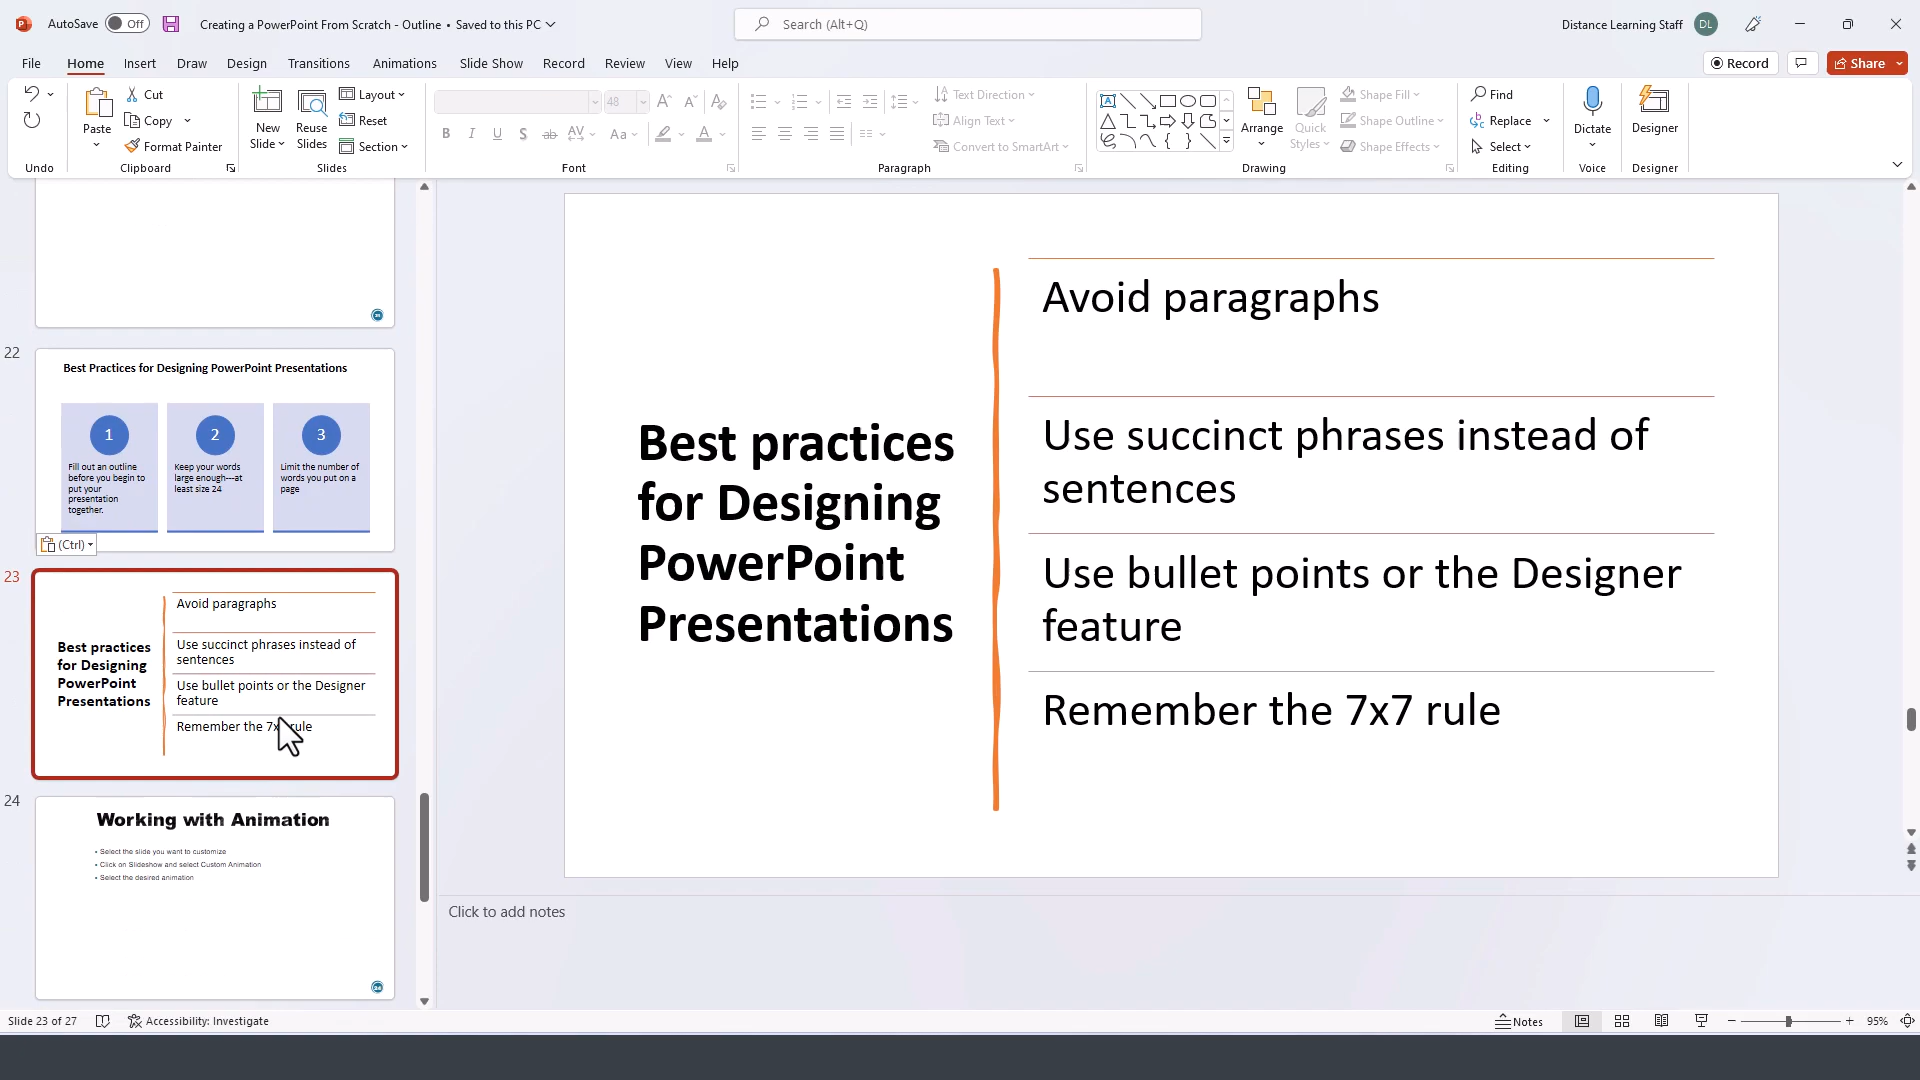 AutoSave Off Creating a PowerPoint From Scratch - Outline • Saved to this PC Search (Alt+Q) Distance Learning Staff DL
File Home Insert Draw Design Transitions Animations Slide Show Record Review View Help Record Share
Cut
Copy
Format Painter
Paste
New
Slide
Reuse
Slides
Layout
Reset
Section
48
B I U S ab AV Aa A
Text Direction
Align Text
Convert to SmartArt
Arrange
Quick
Styles
Shape Fill
Shape Outline
Shape Effects
Find
Replace
Select
Dictate
Designer
Undo Clipboard Slides Font Paragraph Drawing Editing Voice Designer
22
Best Practices for Designing PowerPoint Presentations
1
Fill out an outline
before you begin to
put your
presentation
together.
2
Keep your words
large enough---at
least size 24
3
Limit the number of
words you put on a
page
(Ctrl)
23
Best practices
for Designing
PowerPoint
Presentations
Avoid paragraphs
Use succinct phrases instead of
sentences
Use bullet points or the Designer
feature
Remember the 7x rule
24
Working with Animation
• Select the slide you want to customize
• Click on Slideshow and select Custom Animation
• Select the desired animation
Best practices
for Designing
PowerPoint
Presentations
Avoid paragraphs
Use succinct phrases instead of
sentences
Use bullet points or the Designer
feature
Remember the 7x7 rule
Click to add notes
Slide 23 of 27 Accessibility: Investigate Notes 95%